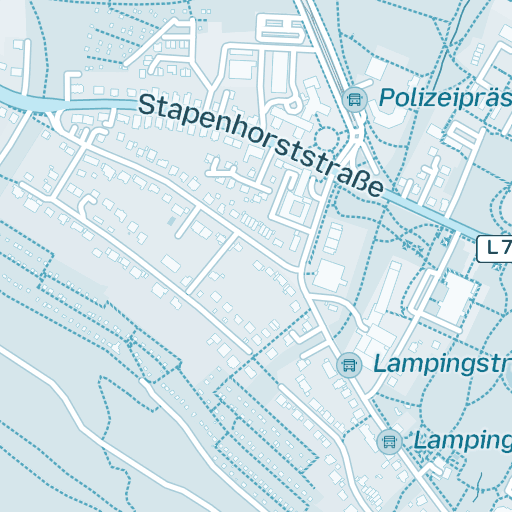 Stapenhorststraße
Polizeipräs
L 7
Lampingstr
Lamping